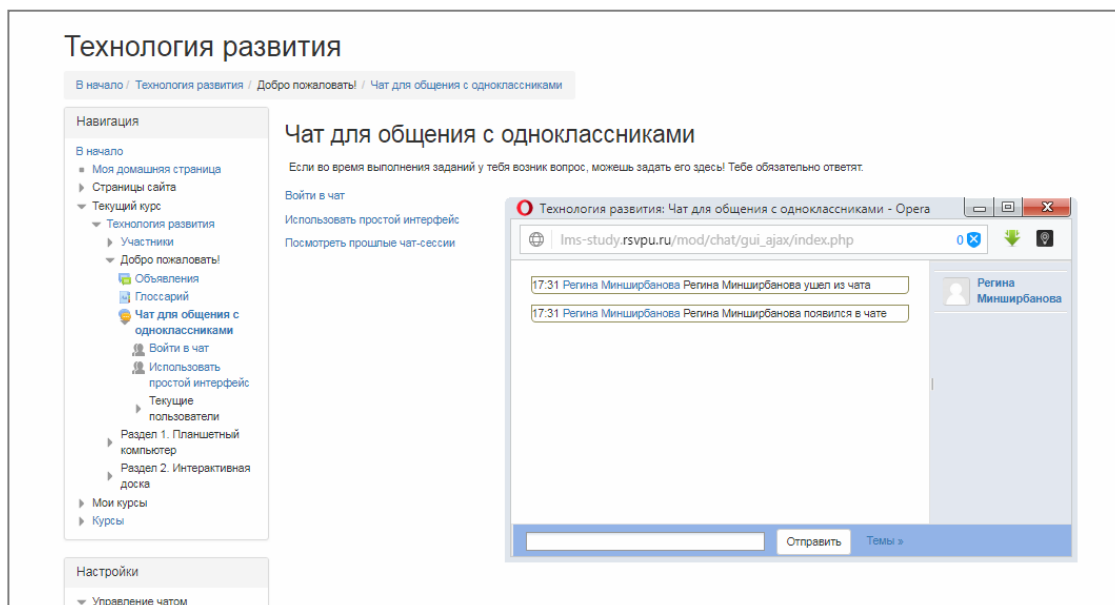 Технология развития
В начало / Технология развития / Добро пожаловать! / Чат для общения с одноклассниками
Навигация
В начало
Моя домашняя страница
Страницы сайта
Текущий курс
Технология развития
Участники
Добро пожаловать!
Объявления
Глоссарий
Чат для общения с
одноклассниками
Войти в чат
Использовать
простой интерфейс
Текущие
пользователи
Раздел 1. Планшетный
компьютер
Раздел 2. Интерактивная
доска
Мои курсы
Курсы
Настройки
Управление чатом
Чат для общения с одноклассниками
Если во время выполнения заданий у тебя возник вопрос, можешь задать его здесь! Тебе обязательно ответят.
Войти в чат
Использовать простой интерфейс
Посмотреть прошлые чат-сессии
Технология развития: Чат для общения с одноклассниками - Opera
lms-study.rsvpu.ru/mod/chat/gui_ajax/index.php
0
17:31 Регина Минширбанова Регина Минширбанова ушел из чата
17:31 Регина Минширбанова Регина Минширбанова появился в чате
Регина
Минширбанова
Отправить
Темы »